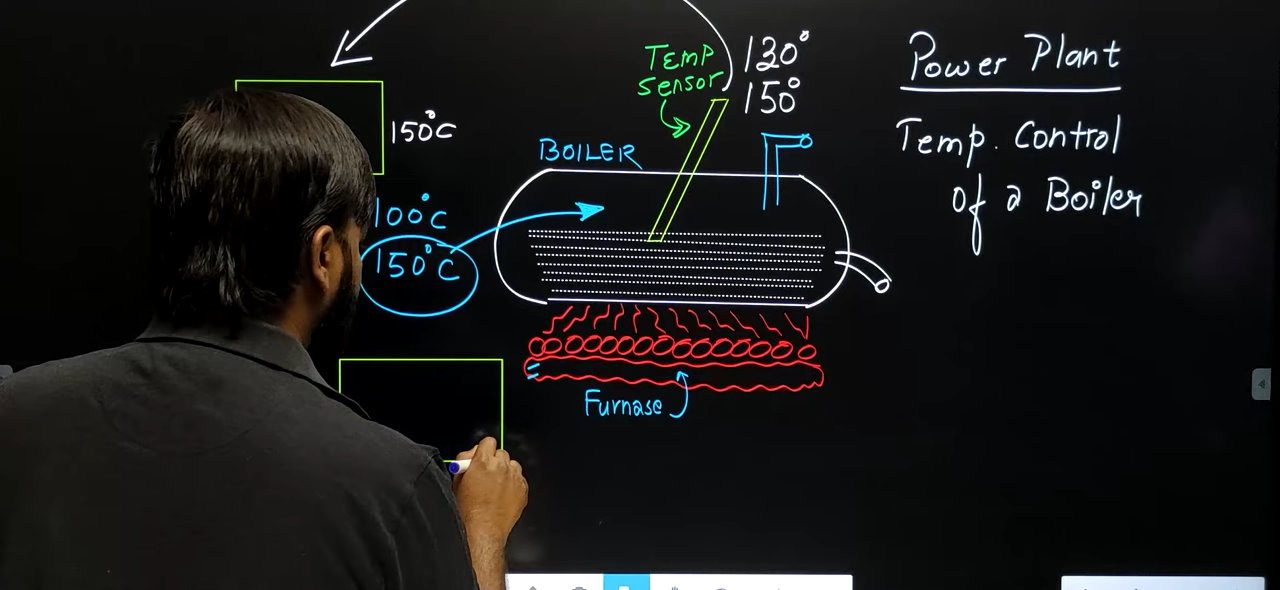 Power Plant
Temp. Control
of a Boiler
TEMP
sensor
130°
150°
150°C
BOILER
100°C
150°C
Furnase